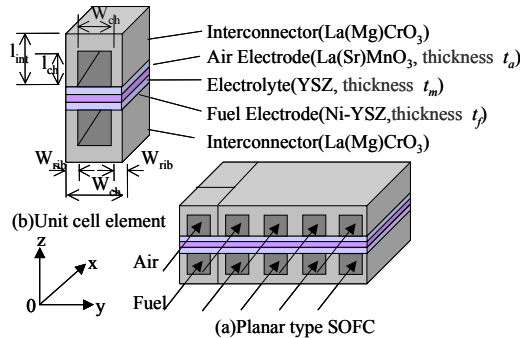 W_ch
Interconnector(La(Mg)CrO₃)
l_int
l_ch
Air Electrode(La(Sr)MnO₃, thickness t_a)
Electrolyte(YSZ, thickness t_m)
Fuel Electrode(Ni-YSZ,thickness t_f)
Interconnector(La(Mg)CrO₃)
W_rib
W_rib
W_ch
(b)Unit cell element
z
x
0
y
Air
Fuel
(a)Planar type SOFC